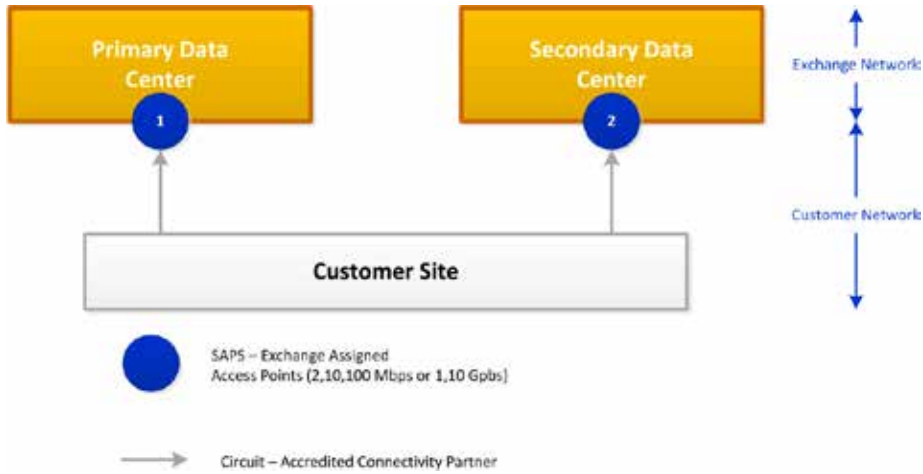 Primary Data
Center
Secondary Data
Center
1
2
Exchange Network
Customer Network
Customer Site
SAPS – Exchange Assigned
Access Points (2,10,100 Mbps or 1,10 Gpbs)
Circuit – Accredited Connectivity Partner